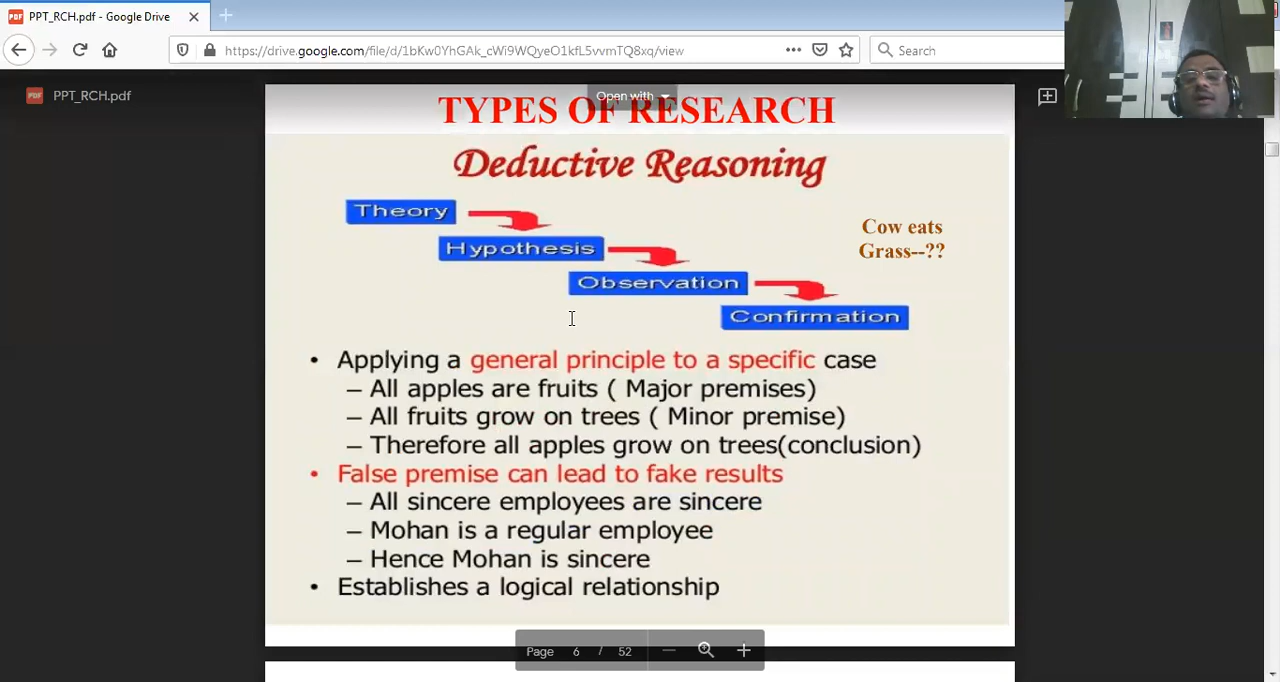 PPT_RCH.pdf - Google Drive
https://drive.google.com/file/d/1bKw0YhGAk_cWi9WQyeO1kfL5vvmTQ8xq/view
Search
PPT_RCH.pdf
Open with
TYPES OF RESEARCH
Deductive Reasoning
Theory
Hypothesis
Observation
Confirmation
Cow eats
Grass--??
• Applying a general principle to a specific case
– All apples are fruits ( Major premises)
– All fruits grow on trees ( Minor premise)
– Therefore all apples grow on trees(conclusion)
• False premise can lead to fake results
– All sincere employees are sincere
– Mohan is a regular employee
– Hence Mohan is sincere
• Establishes a logical relationship
Page 6 / 52